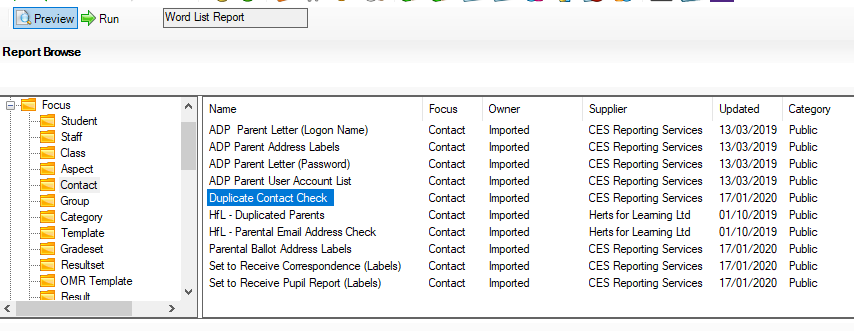 Preview Run Word List Report
Report Browse
Focus
Student
Staff
Class
Aspect
Contact
Group
Category
Template
Gradeset
Resultset
OMR Template
Result
Name Focus Owner Supplier Updated Category
ADP  Parent Letter (Logon Name) Contact Imported CES Reporting Services 13/03/2019 Public
ADP Parent Address Labels Contact Imported CES Reporting Services 13/03/2019 Public
ADP Parent Letter (Password) Contact Imported CES Reporting Services 13/03/2019 Public
ADP Parent User Account List Contact Imported CES Reporting Services 13/03/2019 Public
Duplicate Contact Check Contact Imported CES Reporting Services 17/01/2020 Public
HfL - Duplicated Parents Contact Imported Herts for Learning Ltd 01/10/2019 Public
HfL - Parental Email Address Check Contact Imported Herts for Learning Ltd 01/10/2019 Public
Parental Ballot Address Labels Contact Imported CES Reporting Services 17/01/2020 Public
Set to Receive Correspondence (Labels) Contact Imported CES Reporting Services 17/01/2020 Public
Set to Receive Pupil Report (Labels) Contact Imported CES Reporting Services 17/01/2020 Public